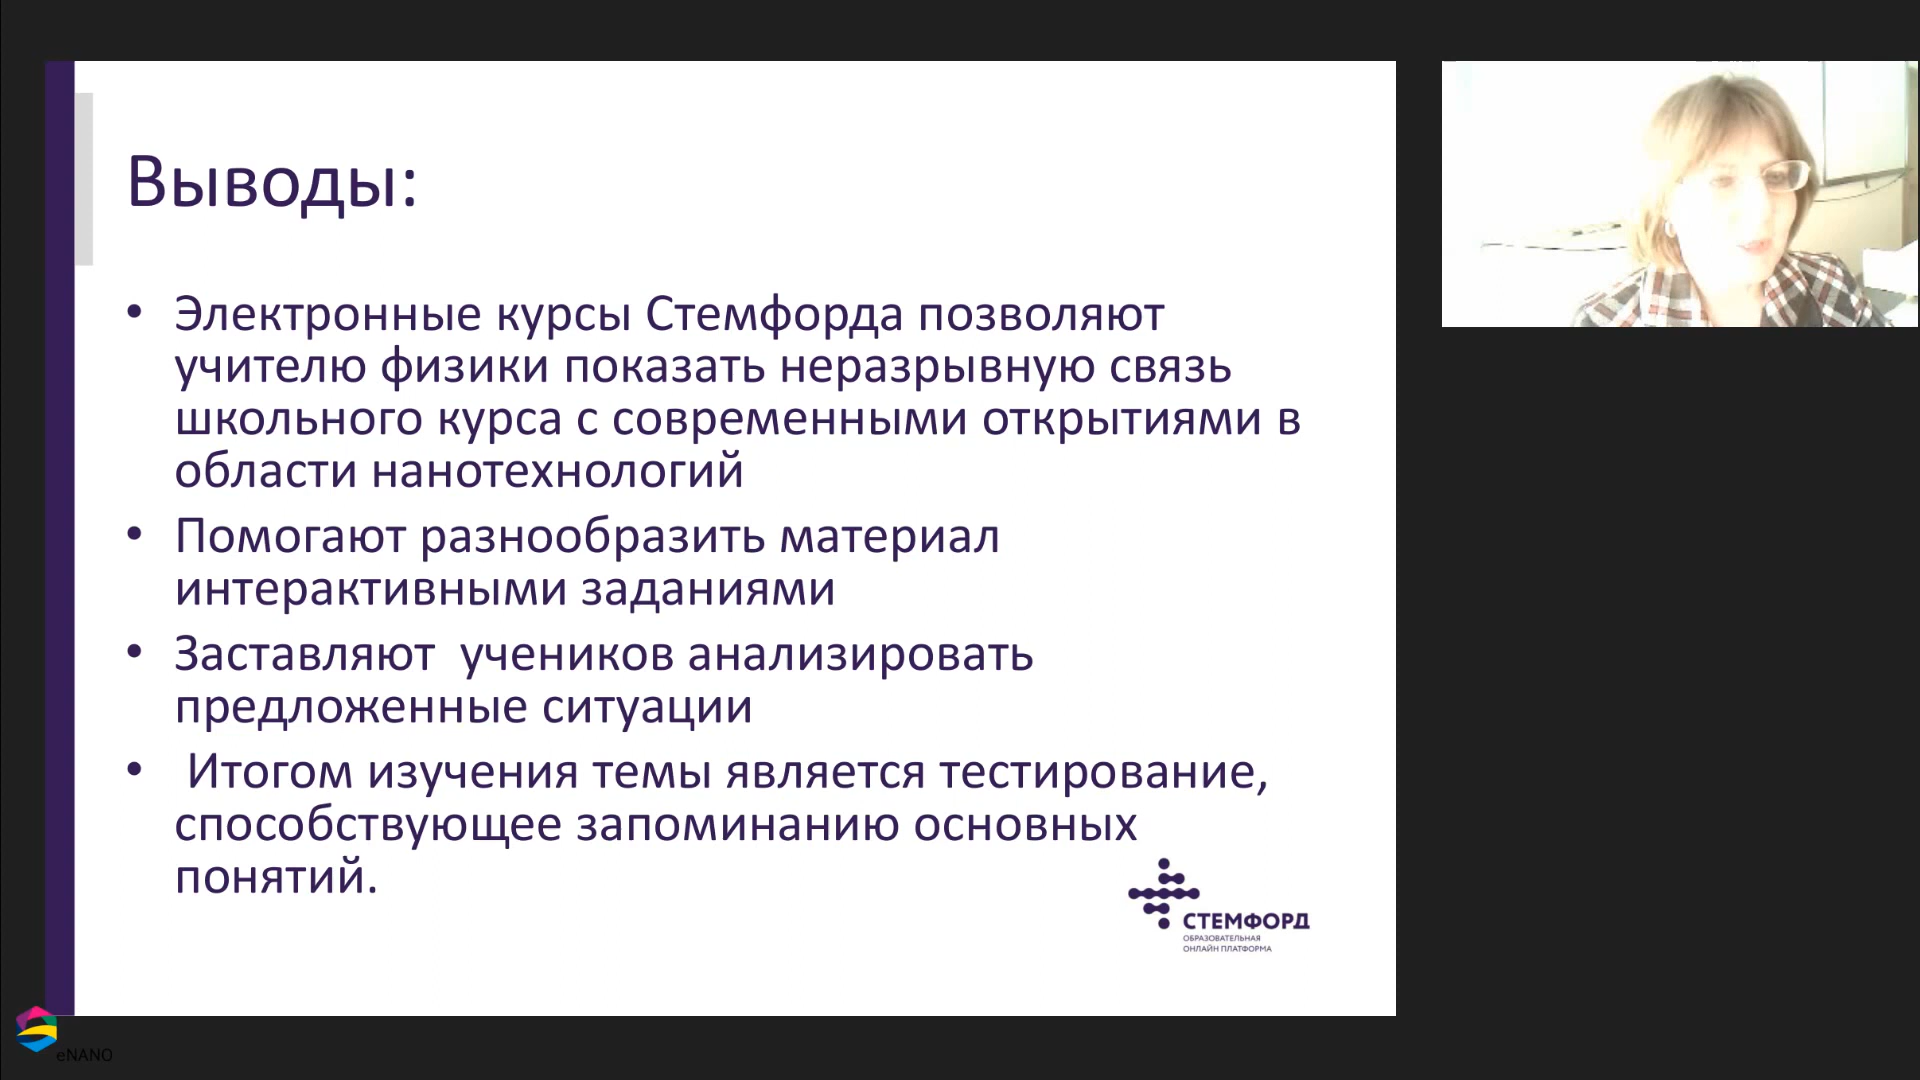 Выводы:
• Электронные курсы Стемфорда позволяют
учителю физики показать неразрывную связь
школьного курса с современными открытиями в
области нанотехнологий
• Помогают разнообразить материал
интерактивными заданиями
• Заставляют  учеников анализировать
предложенные ситуации
•  Итогом изучения темы является тестирование,
способствующее запоминанию основных
понятий.
СТЕМФОРД
ОБРАЗОВАТЕЛЬНАЯ
ОНЛАЙН ПЛАТФОРМА
eNANO